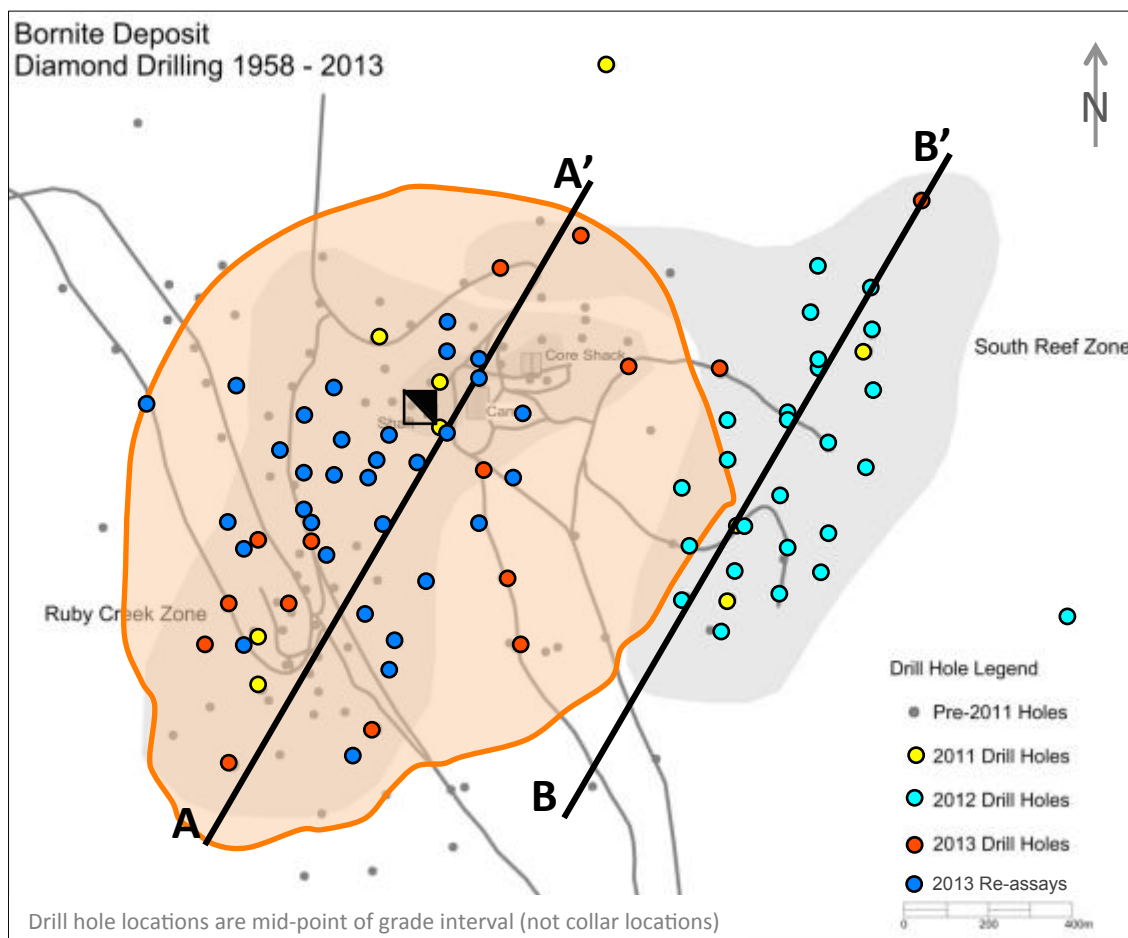 Bornite Deposit
Diamond Drilling 1958 - 2013
N
A’
B’
Core Shack
South Reef Zone
Shaft
Ruby Creek Zone
A
B
Drill Hole Legend
Pre-2011 Holes
2011 Drill Holes
2012 Drill Holes
2013 Drill Holes
2013 Re-assays
0 200 400m
Drill hole locations are mid-point of grade interval (not collar locations)